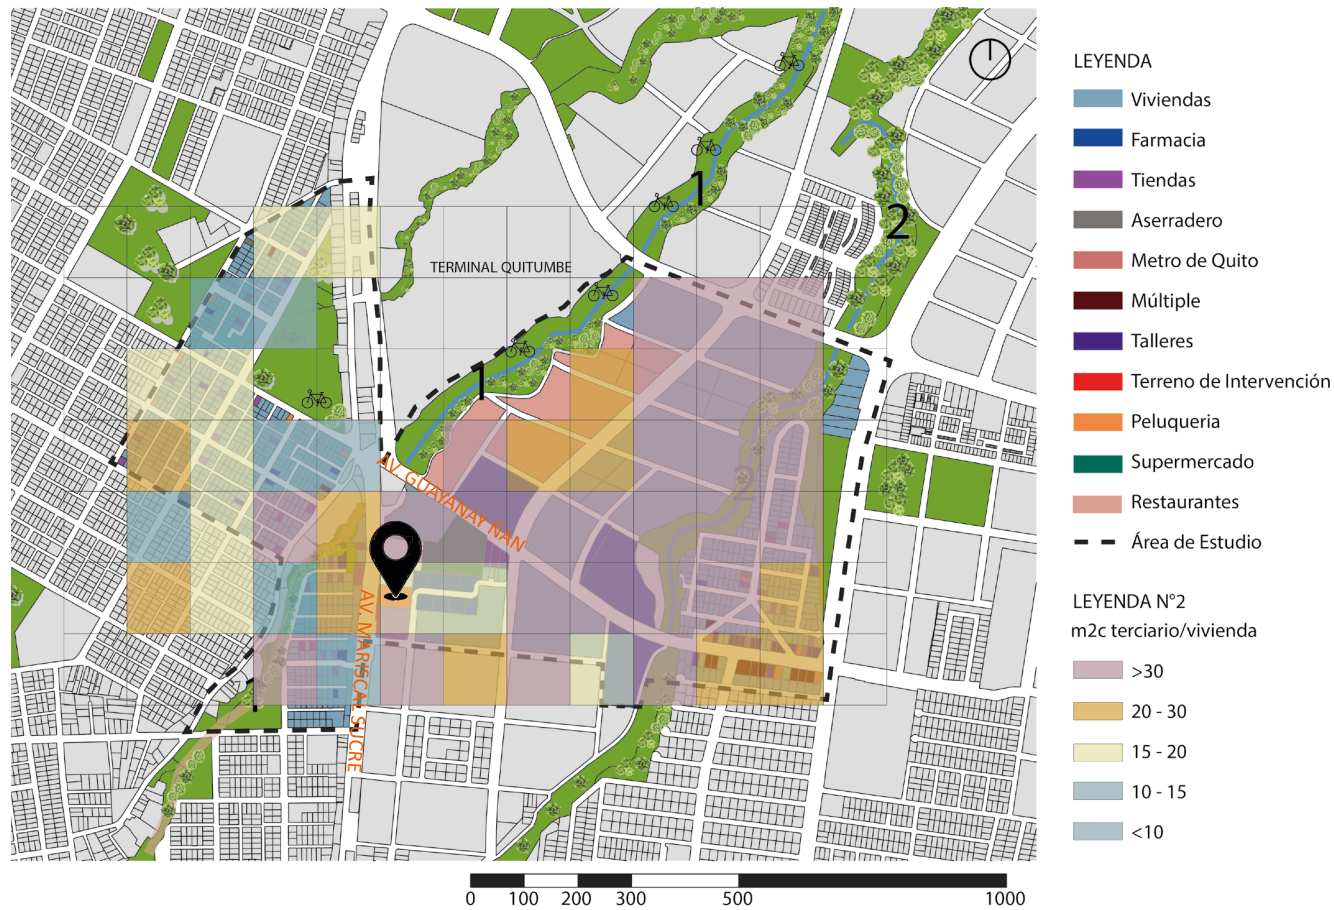 1
2
TERMINAL QUITUMBE
1
2
AV. GUAYANAY ÑAN
AV. MARISCAL SUCRE
1
0 100 200 300 500 1000
LEYENDA
Viviendas
Farmacia
Tiendas
Aserradero
Metro de Quito
Múltiple
Talleres
Terreno de Intervención
Peluqueria
Supermercado
Restaurantes
Área de Estudio
LEYENDA N°2
m2c terciario/vivienda
>30
20 - 30
15 - 20
10 - 15
<10